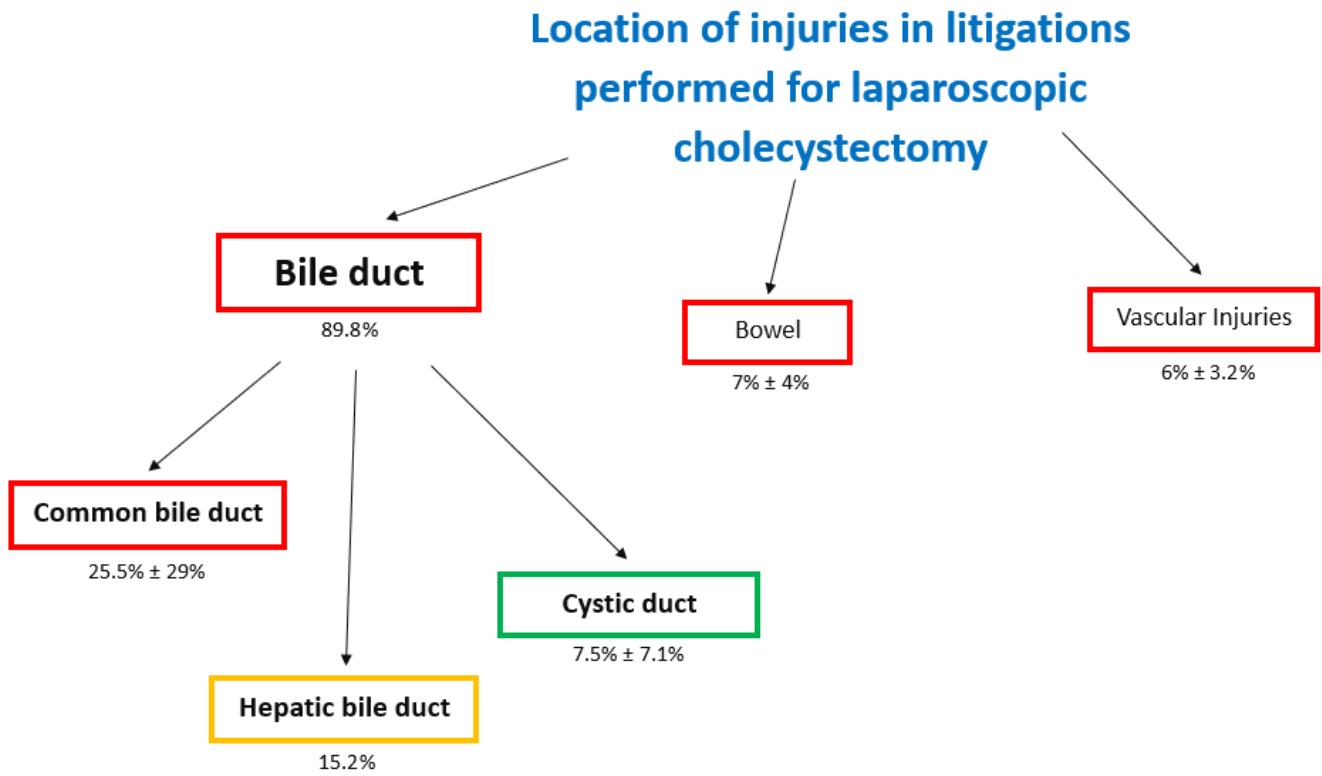 Location of injuries in litigations
performed for laparoscopic
cholecystectomy
Bile duct
89.8%
Bowel
7% ± 4%
Vascular Injuries
6% ± 3.2%
Common bile duct
25.5% ± 29%
Cystic duct
7.5% ± 7.1%
Hepatic bile duct
15.2%